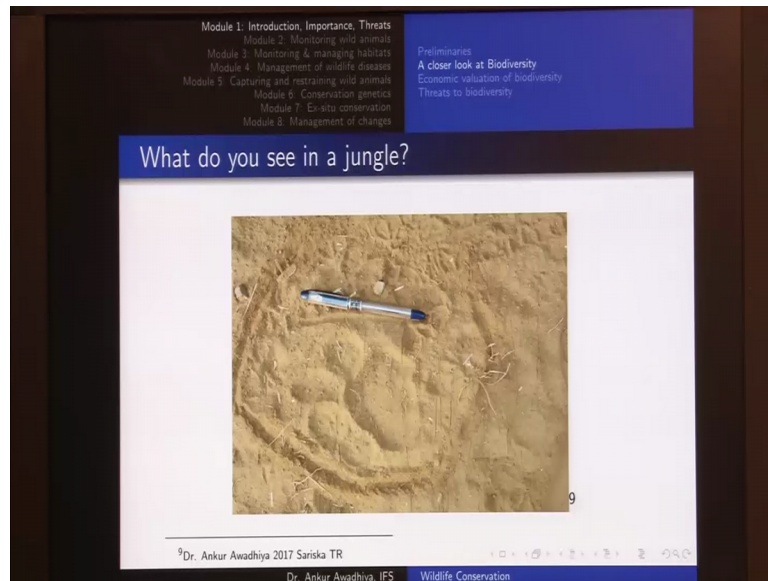 Module 1: Introduction, Importance, Threats
Module 2: Monitoring wild animals
Module 3: Monitoring & managing habitats
Module 4: Management of wildlife diseases
Module 5: Capturing and restraining wild animals
Module 6: Conservation genetics
Module 7: Ex-situ conservation
Module 8: Management of changes
Preliminaries
A closer look at Biodiversity
Economic valuation of biodiversity
Threats to biodiversity
What do you see in a jungle?
9
9Dr. Ankur Awadhiya 2017 Sariska TR
Dr. Ankur Awadhiya, IFS
Wildlife Conservation